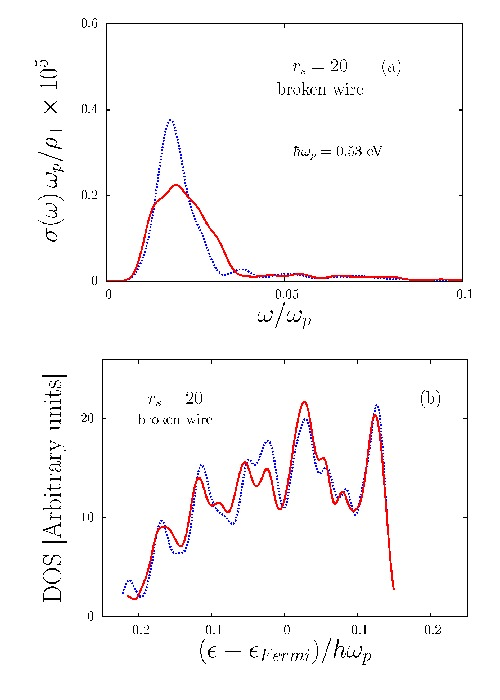 0.6
r_s = 20 (a)
broken wire
0.4
ħω_p = 0.53 eV
σ(ω) ω_p/ρ_| × 10^5
0.2
0
0 0.05 0.1
ω/ω_p
r_s = 20 (b)
broken wire
20
DOS [Arbitrary units]
10
0
0.2 0.1 0 0.1 0.2
(ϵ − ϵ_Fermi)/ħω_p